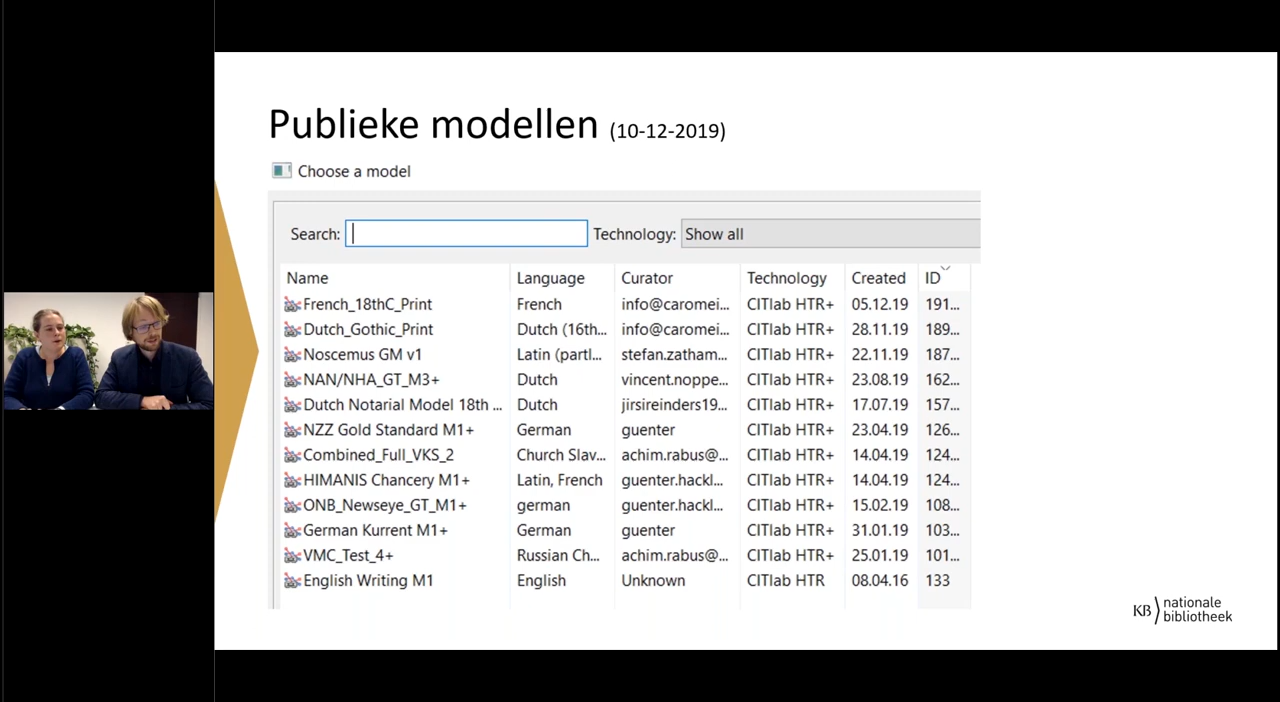 Publieke modellen (10-12-2019)
Choose a model
Search: Technology: Show all
Name Language Curator Technology Created ID
French_18thC_Print French info@caromei... CITlab HTR+ 05.12.19 191...
Dutch_Gothic_Print Dutch (16th... info@caromei... CITlab HTR+ 28.11.19 189...
Noscemus GM v1 Latin (partl... stefan.zatham... CITlab HTR+ 22.11.19 187...
NAN/NHA_GT_M3+ Dutch vincent.noppe... CITlab HTR+ 23.08.19 162...
Dutch Notarial Model 18th ... Dutch jirsireinders19... CITlab HTR+ 17.07.19 157...
NZZ Gold Standard M1+ German guenter CITlab HTR+ 23.04.19 126...
Combined_Full_VKS_2 Church Slav... achim.rabus@... CITlab HTR+ 14.04.19 124...
HIMANIS Chancery M1+ Latin, French guenter.hackl... CITlab HTR+ 14.04.19 124...
ONB_Newseye_GT_M1+ german guenter.hackl... CITlab HTR+ 15.02.19 108...
German Kurrent M1+ German guenter CITlab HTR+ 31.01.19 103...
VMC_Test_4+ Russian Ch... achim.rabus@... CITlab HTR+ 25.01.19 101...
English Writing M1 English Unknown CITlab HTR 08.04.16 133
KB nationale
bibliotheek